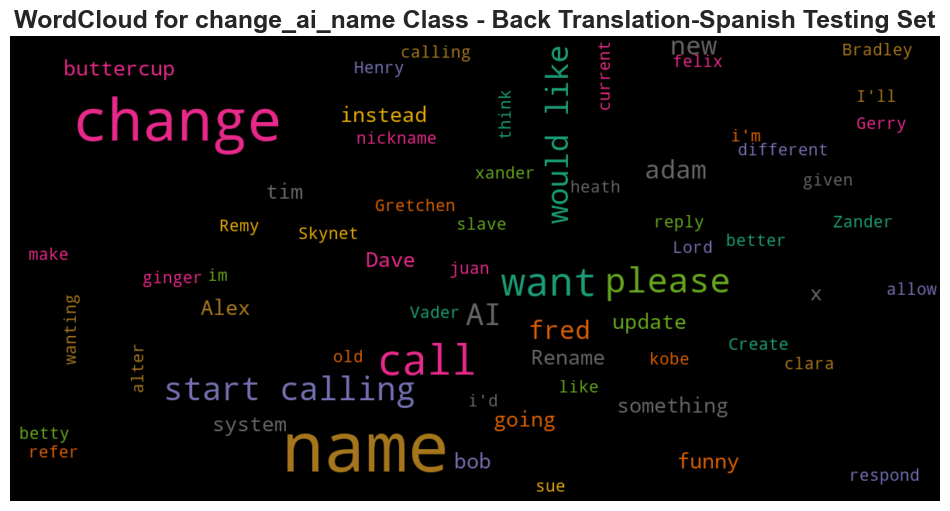 WordCloud for change_ai_name Class - Back Translation-Spanish Testing Set
calling
new
Bradley
buttercup
Henry
felix
current
would like
I'll
change
think
instead
Gerry
nickname
i'm
different
xander
adam
given
tim
heath
Gretchen
Remy
Skynet
slave
reply
Zander
Lord
better
make
Dave
juan
ginger
im
want
please
x
allow
Alex
Vader
AI
wanting
fred
update
Create
old
call
Rename
kobe
clara
alter
start calling
like
i'd
something
system
going
betty
refer
name
bob
funny
respond
sue